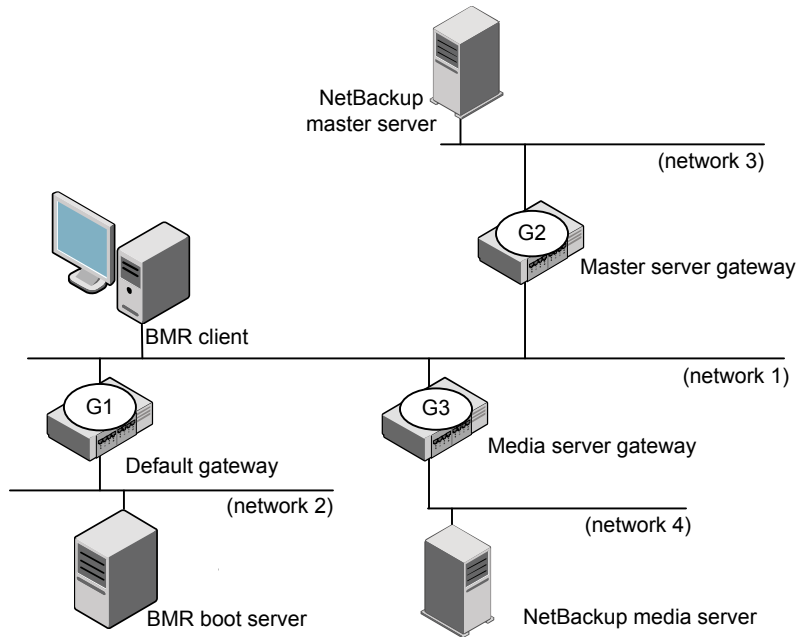 NetBackup
master server
(network 3)
G2
Master server gateway
BMR client
(network 1)
G1
G3
Default gateway
Media server gateway
(network 2)
(network 4)
BMR boot server
NetBackup media server